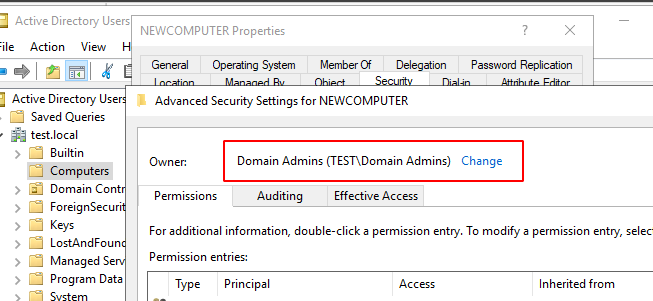 Active Directory Users
File Action View
NEWCOMPUTER Properties
General Operating System Member Of Delegation Password Replication
Location Managed By Object Security Dial-in Attribute Editor
Active Directory Users
Saved Queries
test.local
Builtin
Computers
Domain Contr
ForeignSecurit
Keys
LostAndFound
Managed Serv
Program Data
System
Advanced Security Settings for NEWCOMPUTER
Owner: Domain Admins (TEST\Domain Admins) Change
Permissions Auditing Effective Access
For additional information, double-click a permission entry. To modify a permission entry, selec
Permission entries:
Type Principal Access Inherited from